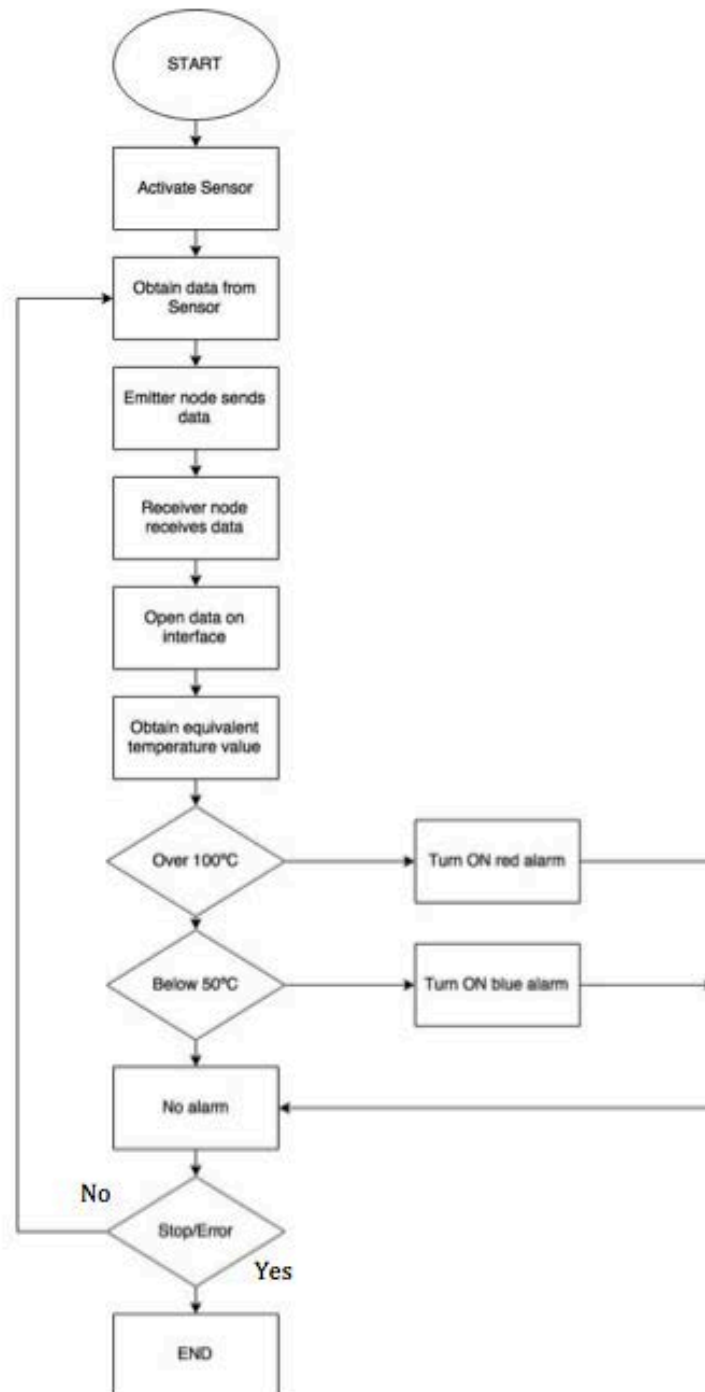 START
Activate Sensor
Obtain data from
Sensor
Emitter node sends
data
Receiver node
receives data
Open data on
interface
Obtain equivalent
temperature value
Over 100ºC
Turn ON red alarm
Below 50ºC
Turn ON blue alarm
No alarm
No
Stop/Error
Yes
END